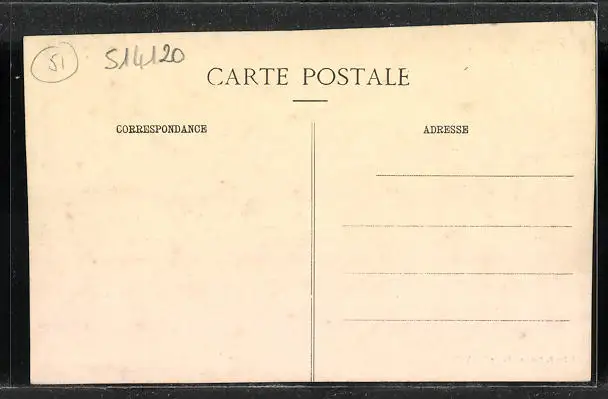 51 S14120
CARTE POSTALE
CORRESPONDANCE
ADRESSE